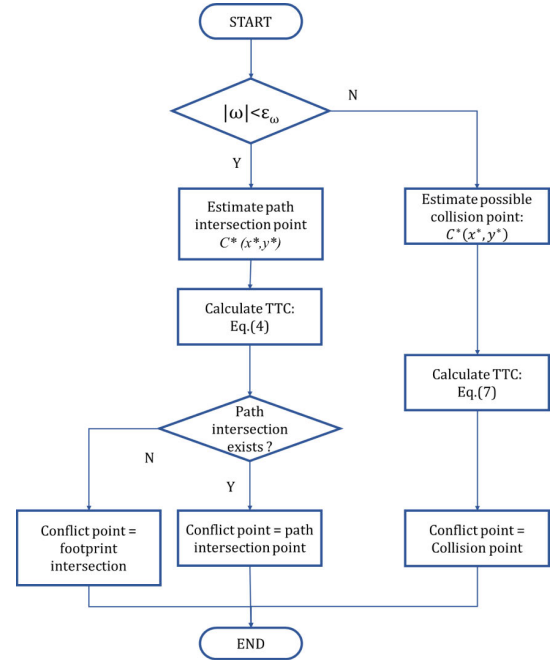 START
|ω|<εω
N
Y
Estimate path
intersection point
C* (x*,y*)
Estimate possible
collision point:
C*(x*, y*)
Calculate TTC:
Eq.(4)
Calculate TTC:
Eq.(7)
Path
intersection
exists ?
N
Y
Conflict point =
footprint
intersection
Conflict point = path
intersection point
Conflict point =
Collision point
END